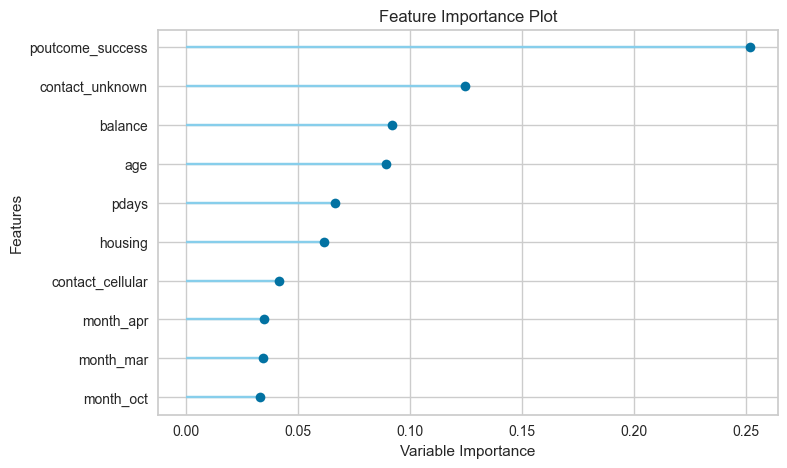 Feature Importance Plot
poutcome_success
contact_unknown
balance
age
pdays
housing
contact_cellular
month_apr
month_mar
month_oct
Features
0.00 0.05 0.10 0.15 0.20 0.25
Variable Importance